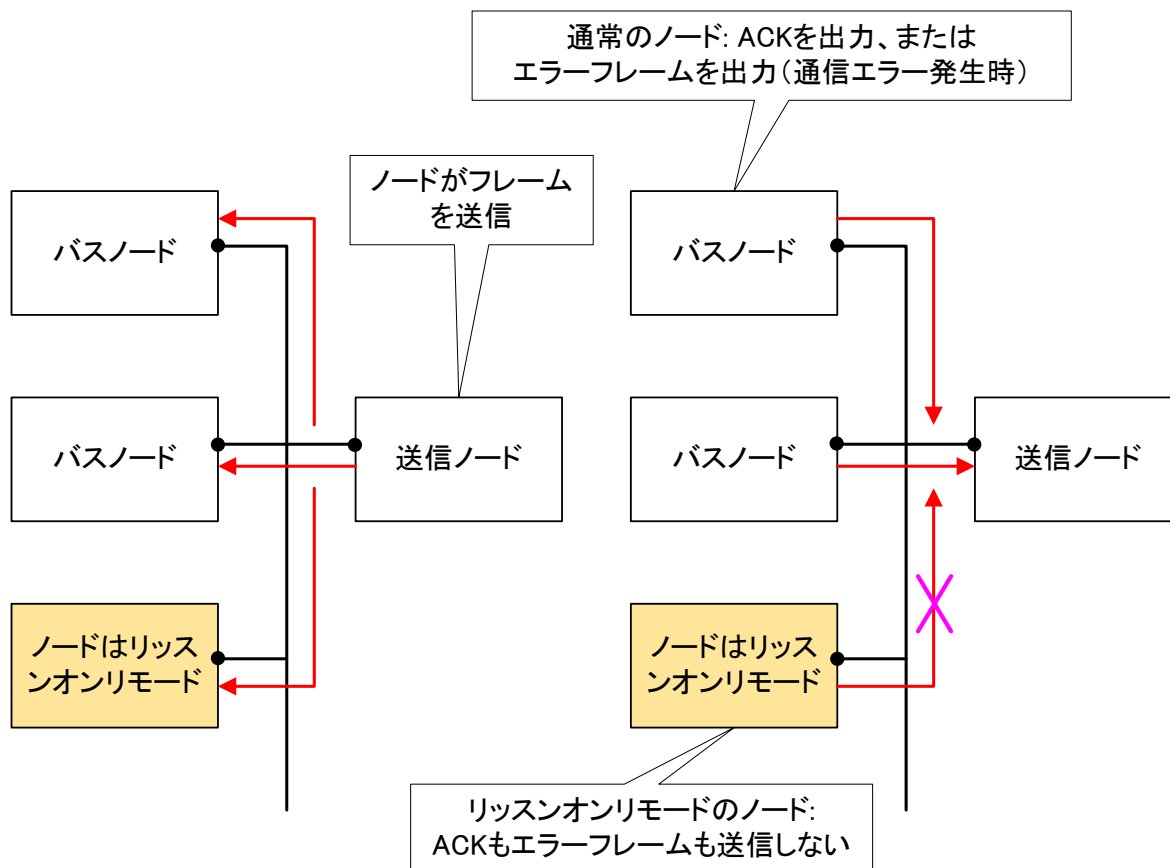 通常のノード: ACKを出力、または
エラーフレームを出力（通信エラー発生時）
ノードがフレーム
を送信
バスノード
バスノード
送信ノード
ノードはリッス
ンオンリモード
バスノード
バスノード
送信ノード
ノードはリッス
ンオンリモード
リッスンオンリモードのノード:
ACKもエラーフレームも送信しない